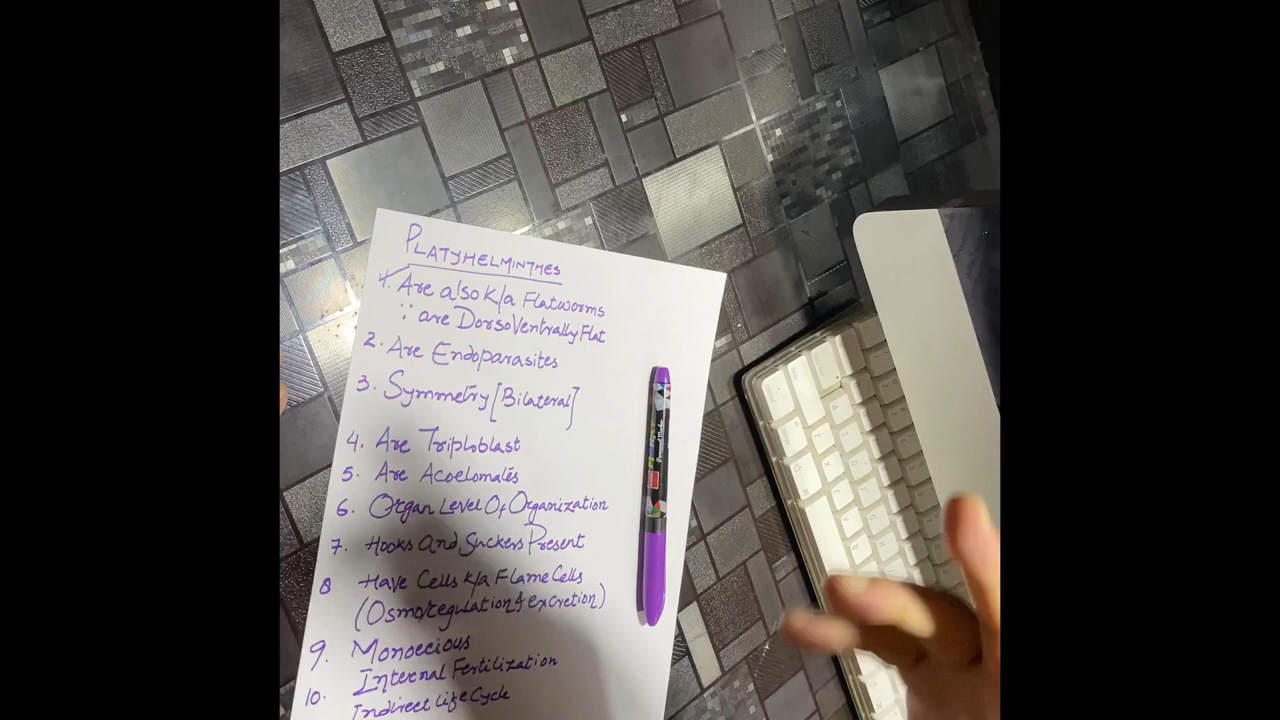 PLATYHELMINTHES
1. Are also k/a Flatworms
∵ are DorsoVentrally Flat
2. Are Endoparasites
3. Symmetry [Bilateral]
4. Are Triploblast
5. Are Acoelomates
6. Organ Level Of Organization
7. Hooks And Suckers Present
8 Have Cells k/a Flame Cells
(Osmoregulation & excretion)
9. Monoecious
10. Internal Fertilization
Indirect Life Cycle